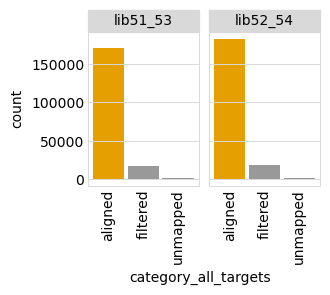 lib51_53 lib52_54
count
150000
100000
50000
0
aligned filtered unmapped aligned filtered unmapped
category_all_targets